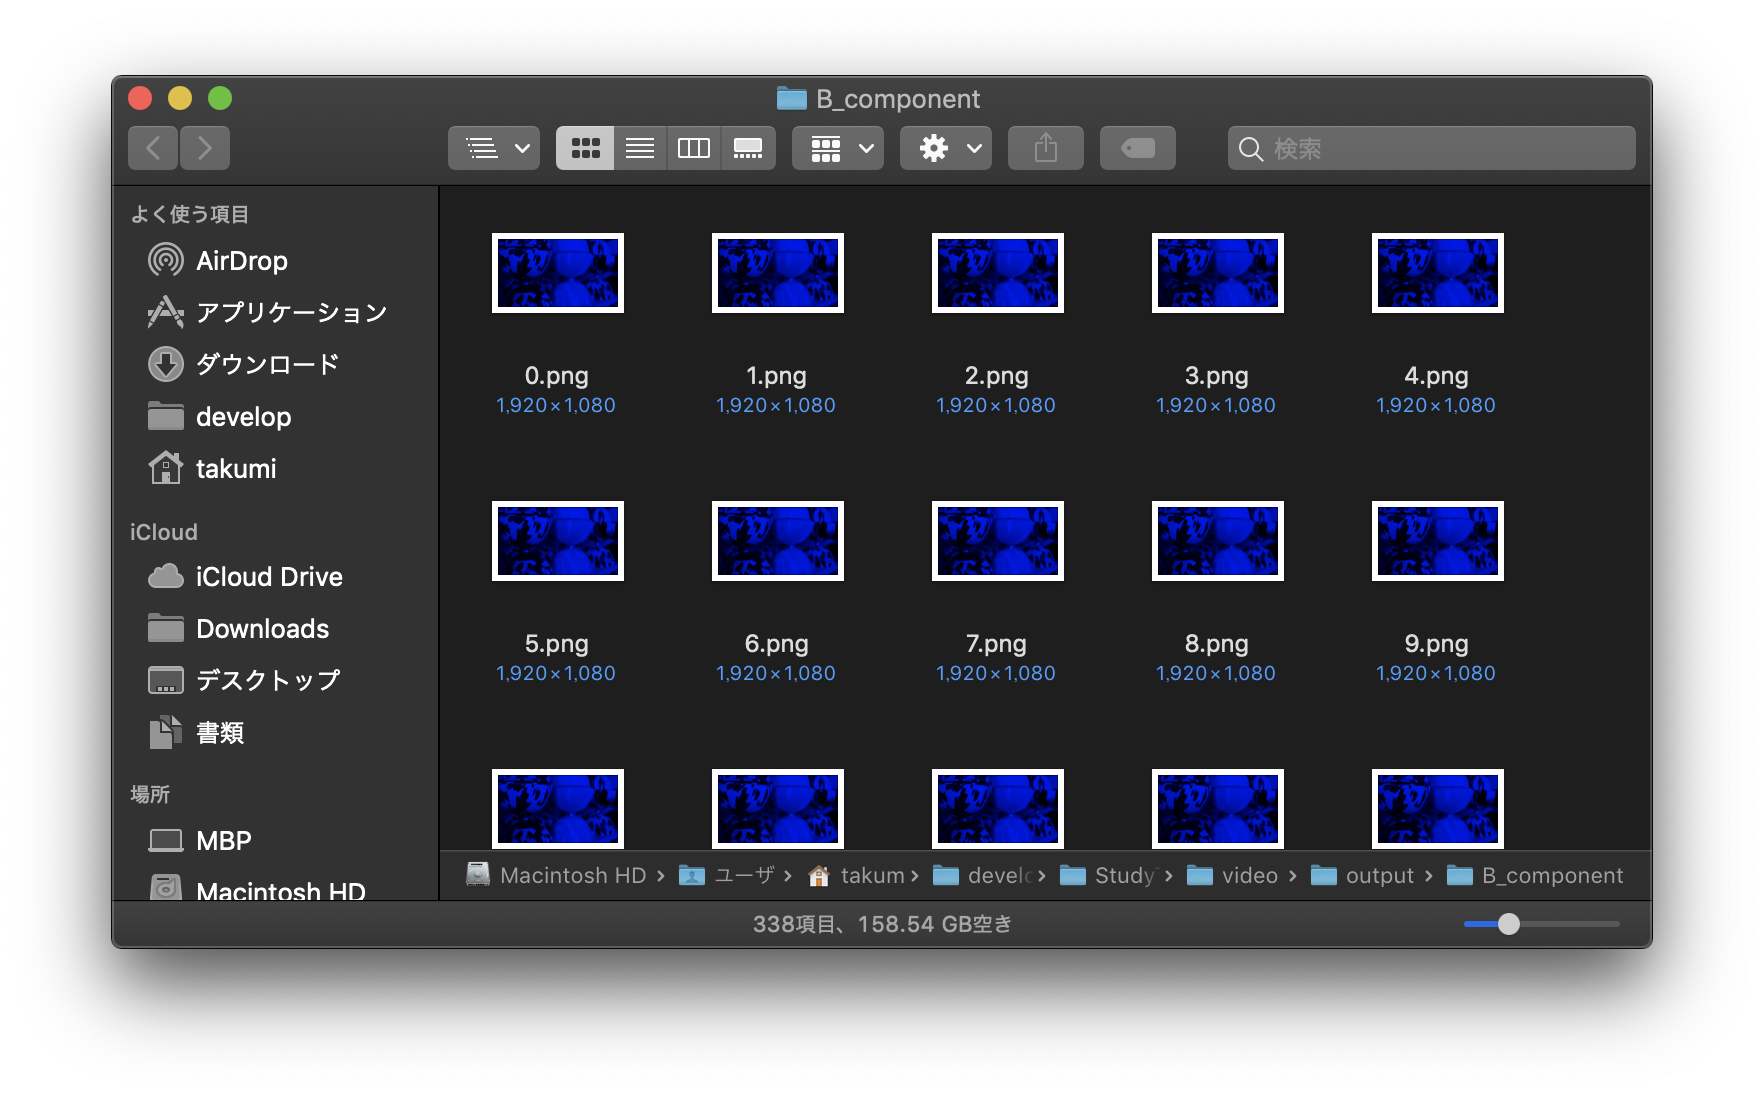 B_component
検索
よく使う項目
AirDrop
アプリケーション
ダウンロード
develop
takumi
iCloud
iCloud Drive
Downloads
デスクトップ
書類
場所
MBP
Macintosh HD
0.png 1.png 2.png 3.png 4.png
1,920×1,080 1,920×1,080 1,920×1,080 1,920×1,080 1,920×1,080
5.png 6.png 7.png 8.png 9.png
1,920×1,080 1,920×1,080 1,920×1,080 1,920×1,080 1,920×1,080
Macintosh HD › ユーザ › takum › develc › Study › video › output › B_component
338項目、158.54 GB空き